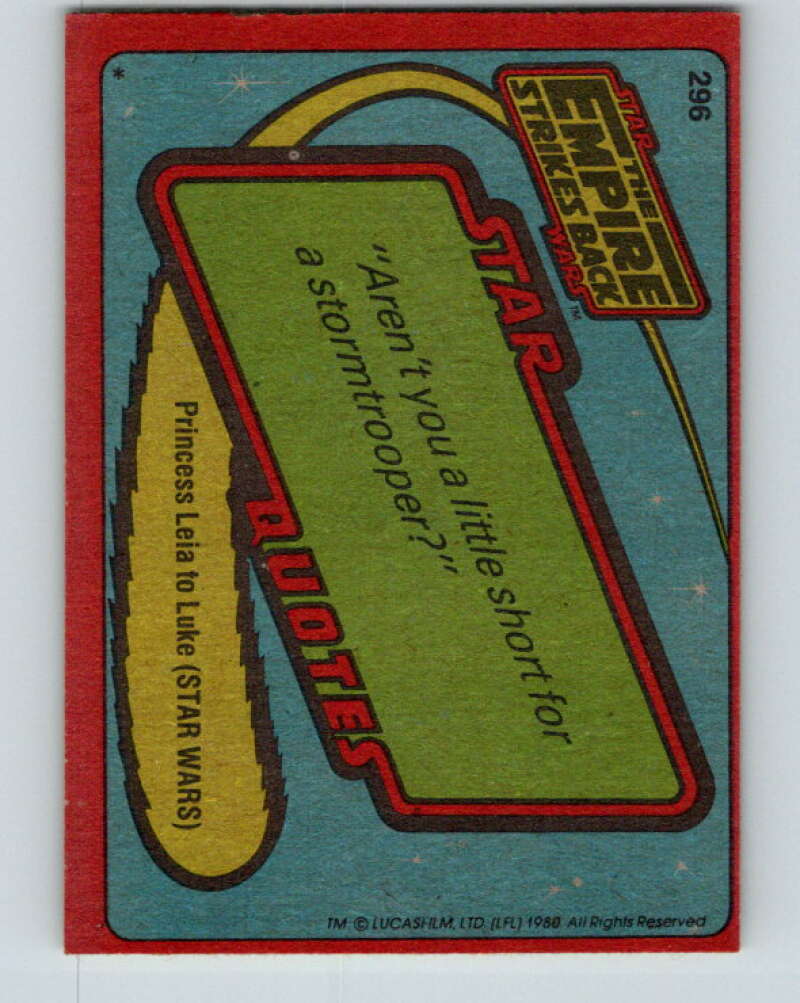 296
STAR
THE
EMPIRE
STRIKES BACK
WARS™
STAR
"Aren't you a little short for
a stormtrooper?"
QUOTES
Princess Leia to Luke (STAR WARS)
*
TM © LUCASFILM, LTD. (LFL) 1980 All Rights Reserved